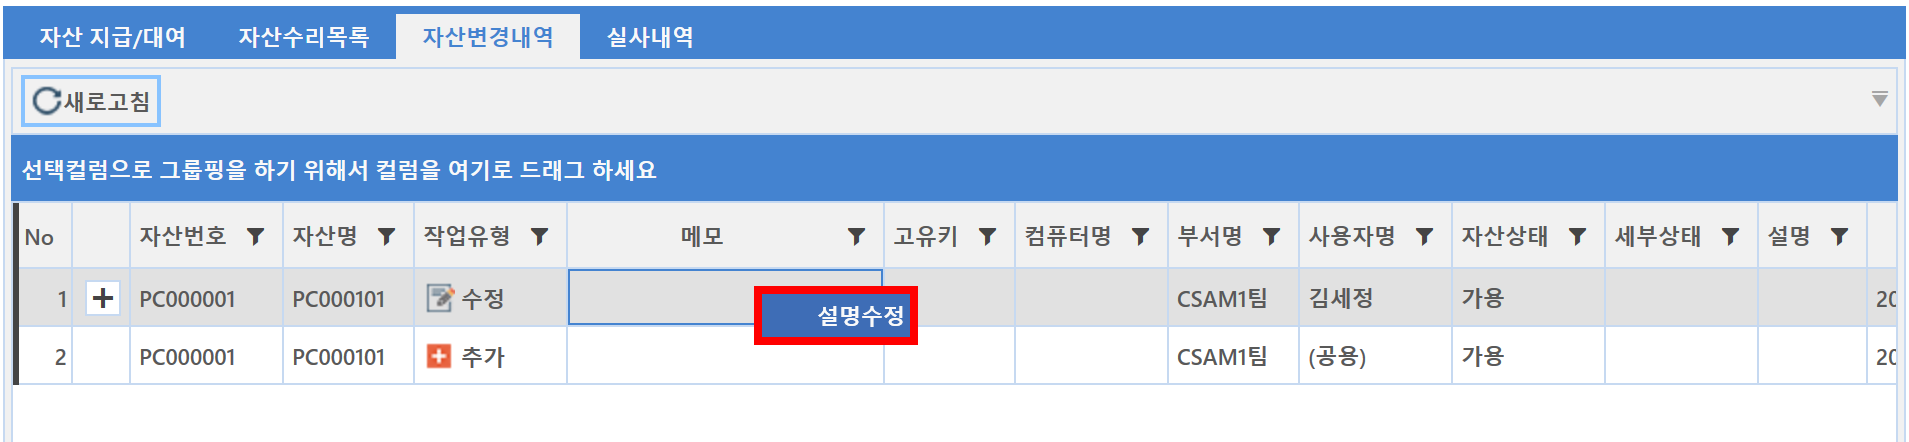 자산 지급/대여 자산수리목록 자산변경내역 실사내역
새로고침
선택컬럼으로 그룹핑을 하기 위해서 컬럼을 여기로 드래그 하세요
No 자산번호 자산명 작업유형 메모 고유키 컴퓨터명 부서명 사용자명 자산상태 세부상태 설명
1 PC000001 PC000101 수정 CSAM1팀 김세정 가용 20
설명수정
2 PC000001 PC000101 추가 CSAM1팀 (공용) 가용 20